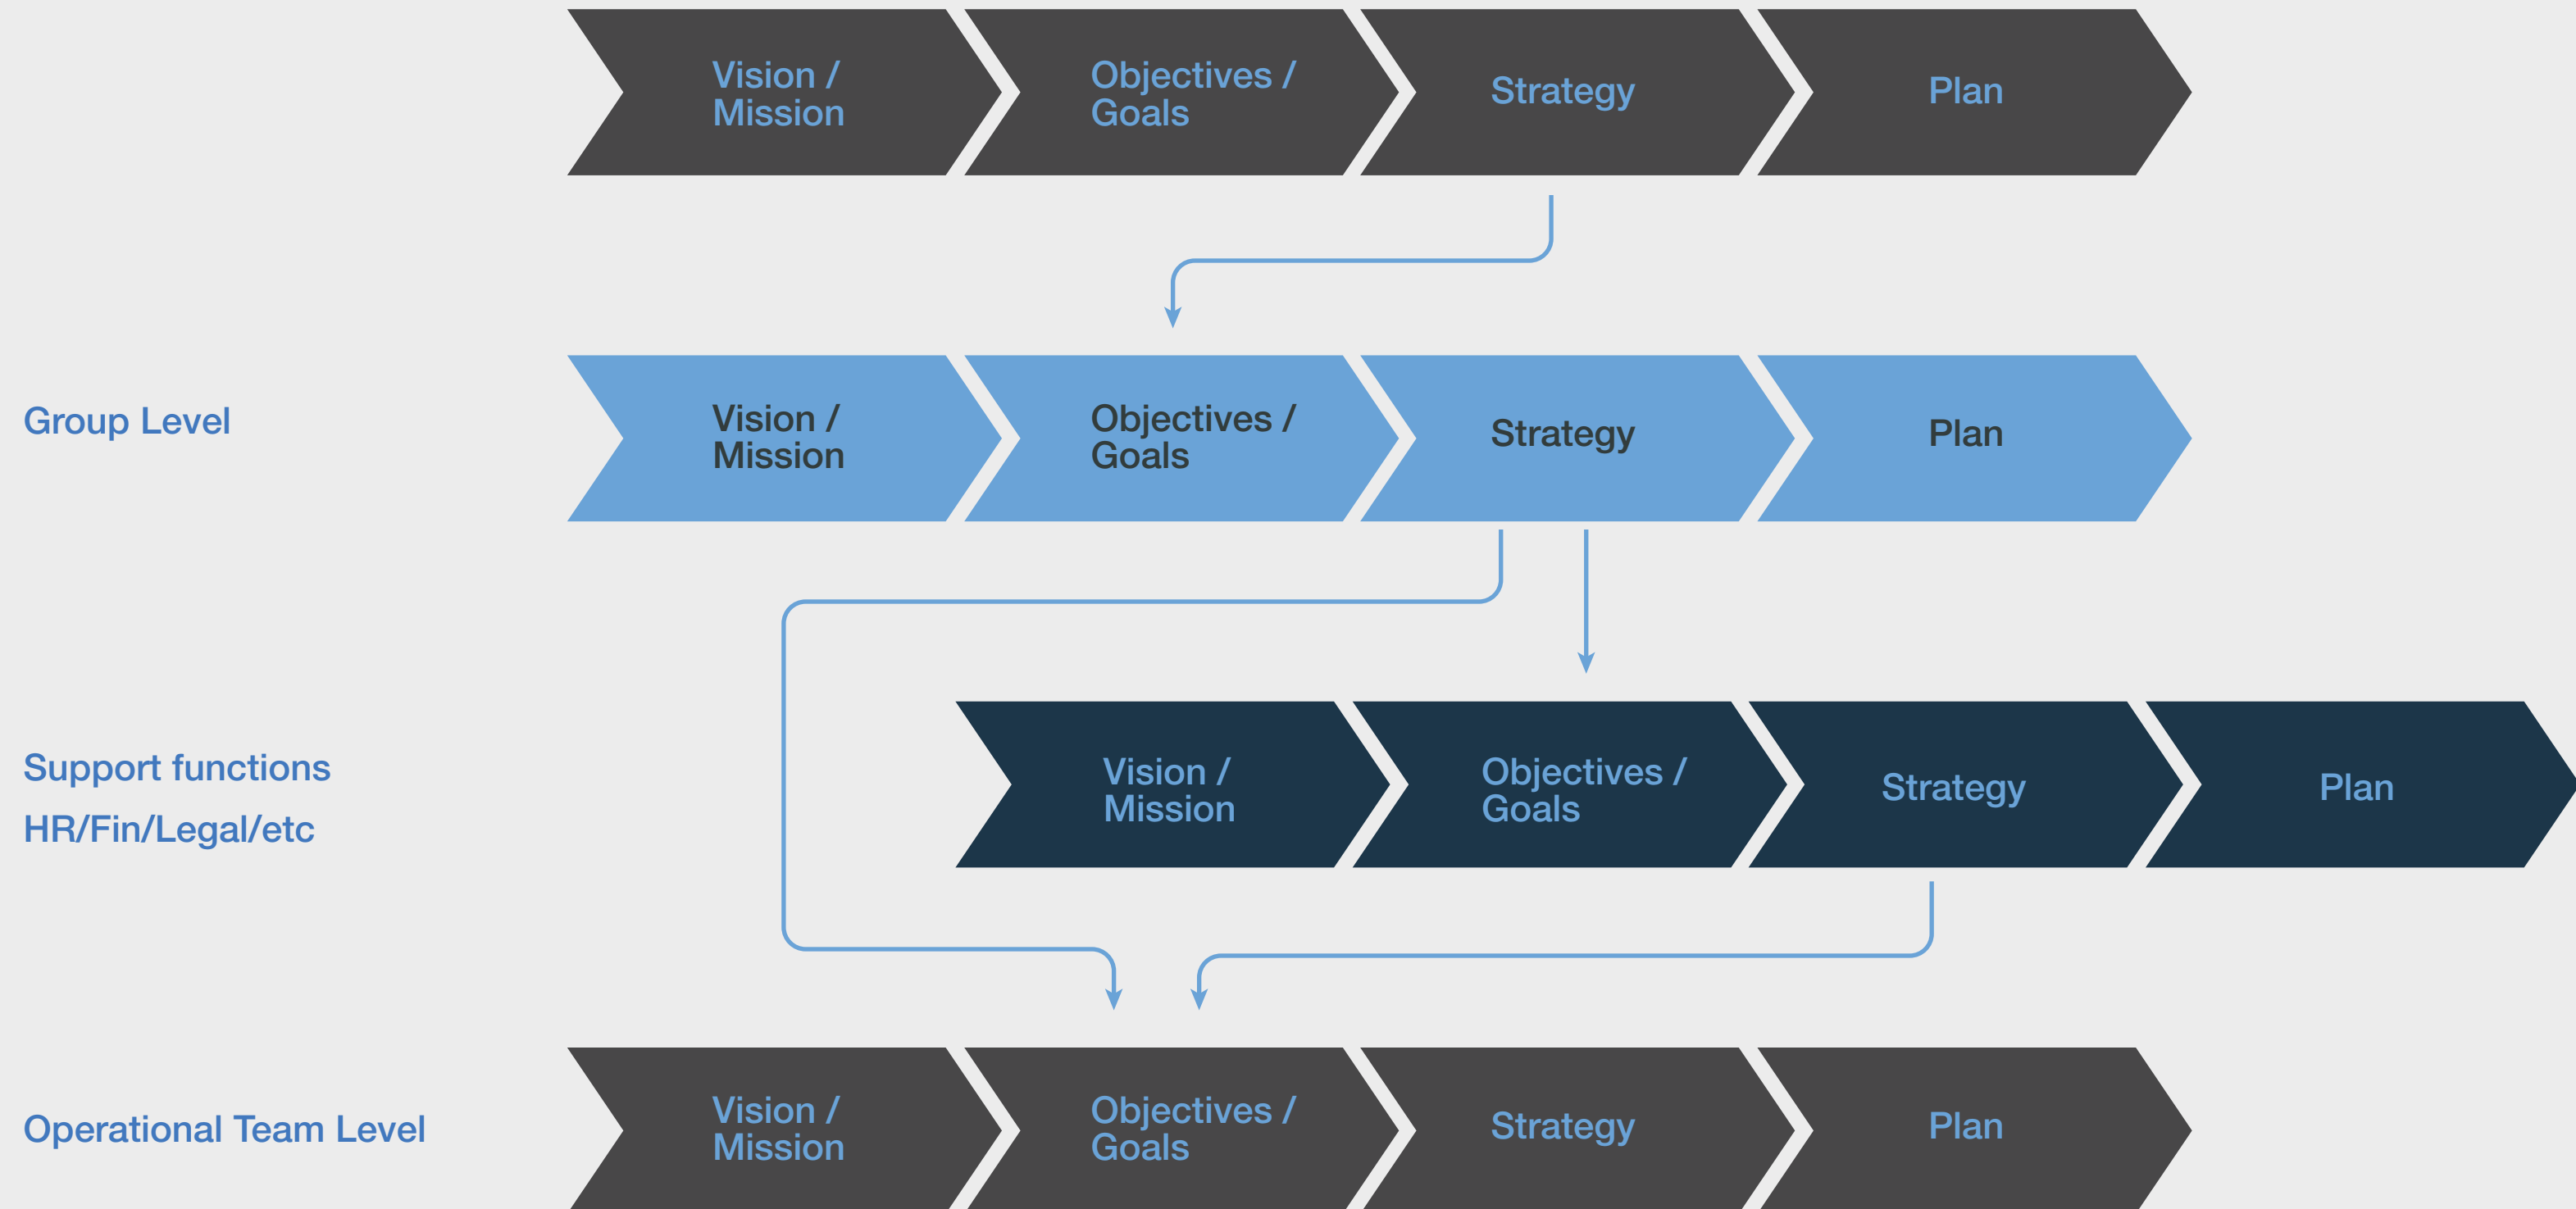 Vision /
Mission
Objectives /
Goals
Strategy
Plan
Group Level
Vision /
Mission
Objectives /
Goals
Strategy
Plan
Support functions
HR/Fin/Legal/etc
Vision /
Mission
Objectives /
Goals
Strategy
Plan
Operational Team Level
Vision /
Mission
Objectives /
Goals
Strategy
Plan